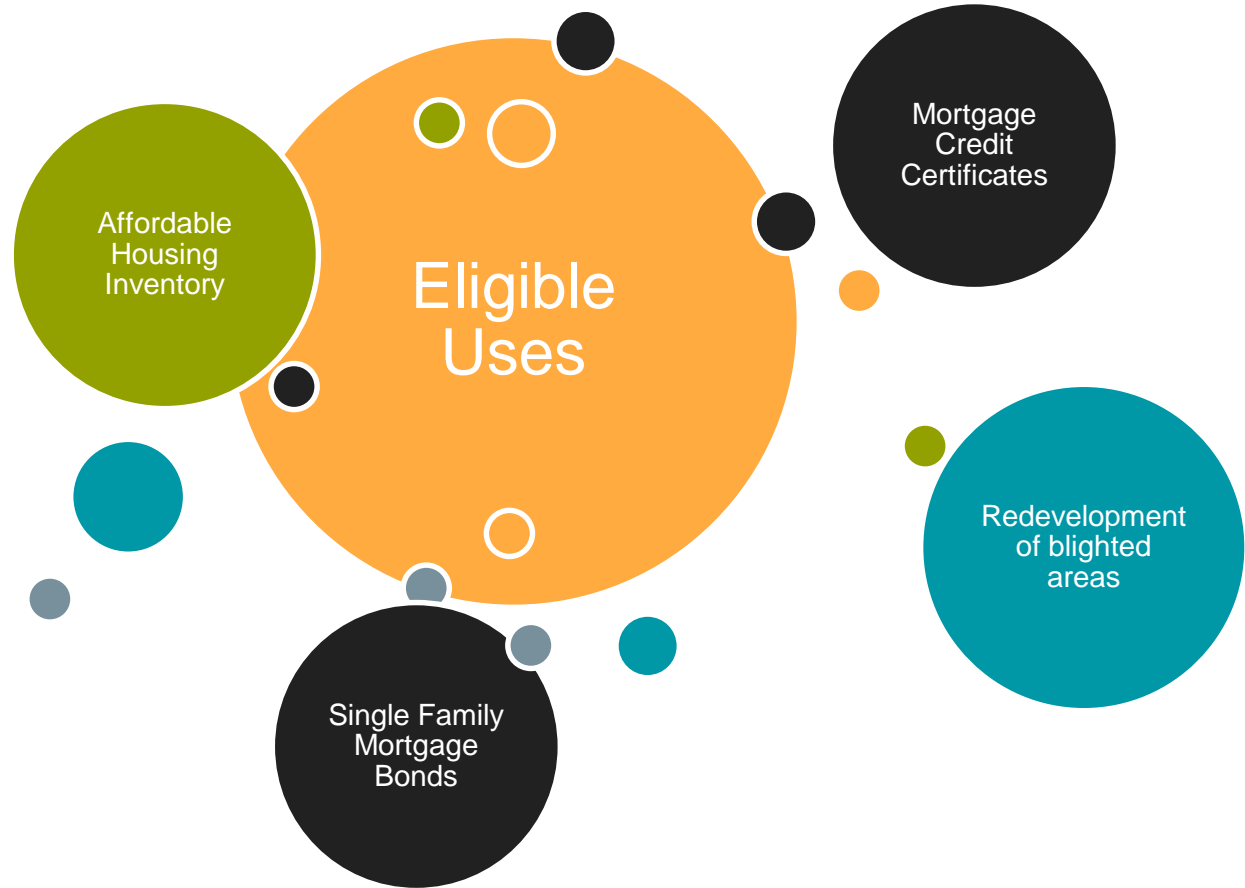 Eligible
Uses
Affordable
Housing
Inventory
Mortgage
Credit
Certificates
Redevelopment
of blighted
areas
Single Family
Mortgage
Bonds